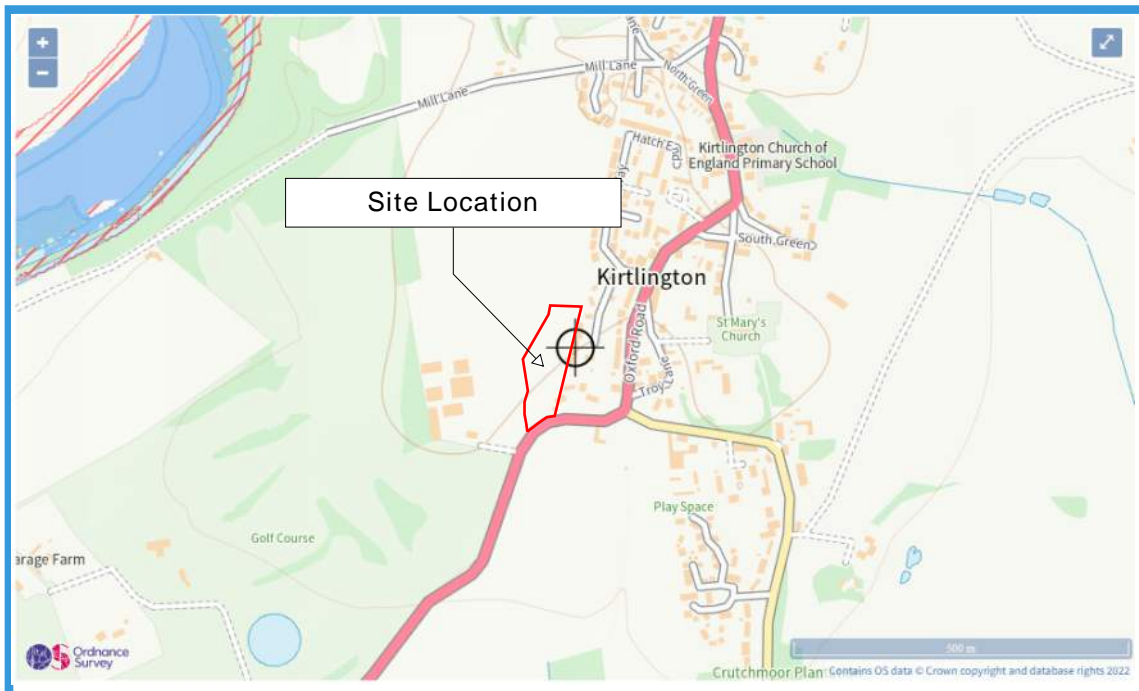 +
−
Mill Lane
Mill Lane
North Green
Hatch End
Kirtlington Church of
England Primary School
Site Location
South Green
Kirtlington
St Mary's
Church
Oxford Road
Troy Lane
Play Space
Golf Course
arage Farm
Ordnance
Survey
500 m
Crutchmoor Plant
Contains OS data © Crown copyright and database rights 2022